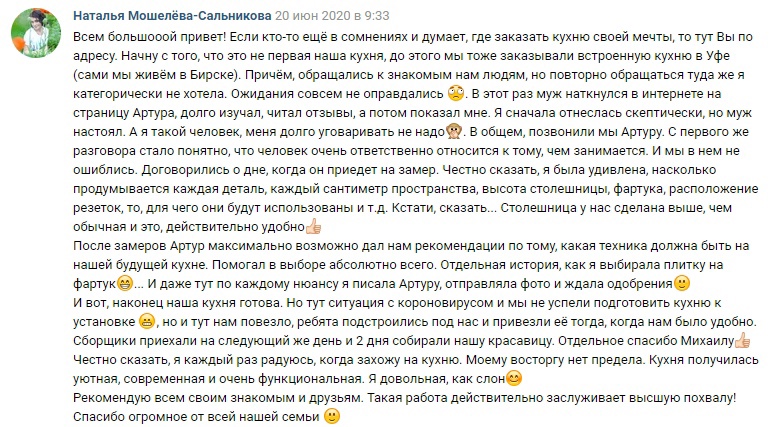 Наталья Мошелёва-Сальникова 20 июн 2020 в 9:33
Всем большооой привет! Если кто-то ещё в сомнениях и думает, где заказать кухню своей мечты, то тут Вы по
адресу. Начну с того, что это не первая наша кухня, до этого мы тоже заказывали встроенную кухню в Уфе
(сами мы живём в Бирске). Причём, обращались к знакомым нам людям, но повторно обращаться туда же я
категорически не хотела. Ожидания совсем не оправдались 😟. В этот раз муж наткнулся в интернете на
страницу Артура, долго изучал, читал отзывы, а потом показал мне. Я сначала отнеслась скептически, но муж
настоял. А я такой человек, меня долго уговаривать не надо🙊. В общем, позвонили мы Артуру. С первого же
разговора стало понятно, что человек очень ответственно относится к тому, чем занимается. И мы в нем не
ошиблись. Договорились о дне, когда он приедет на замер. Честно сказать, я была удивлена, насколько
продумывается каждая деталь, каждый сантиметр пространства, высота столешницы, фартука, расположение
резеток, то, для чего они будут использованы и т.д. Кстати, сказать... Столешница у нас сделана выше, чем
обычная и это, действительно удобно👍
После замеров Артур максимально возможно дал нам рекомендации по тому, какая техника должна быть на
нашей будущей кухне. Помогал в выборе абсолютно всего. Отдельная история, как я выбирала плитку на
фартук😁... И даже тут по каждому нюансу я писала Артуру, отправляла фото и ждала одобрения🙂
И вот, наконец наша кухня готова. Но тут ситуация с короновирусом и мы не успели подготовить кухню к
установке 😬, но и тут нам повезло, ребята подстроились под нас и привезли её тогда, когда нам было удобно.
Сборщики приехали на следующий же день и 2 дня собирали нашу красавицу. Отдельное спасибо Михаилу👍
Честно сказать, я каждый раз радуюсь, когда захожу на кухню. Моему восторгу нет предела. Кухня получилась
уютная, современная и очень функциональная. Я довольная, как слон😊
Рекомендую всем своим знакомым и друзьям. Такая работа действительно заслуживает высшую похвалу!
Спасибо огромное от всей нашей семьи 🙂